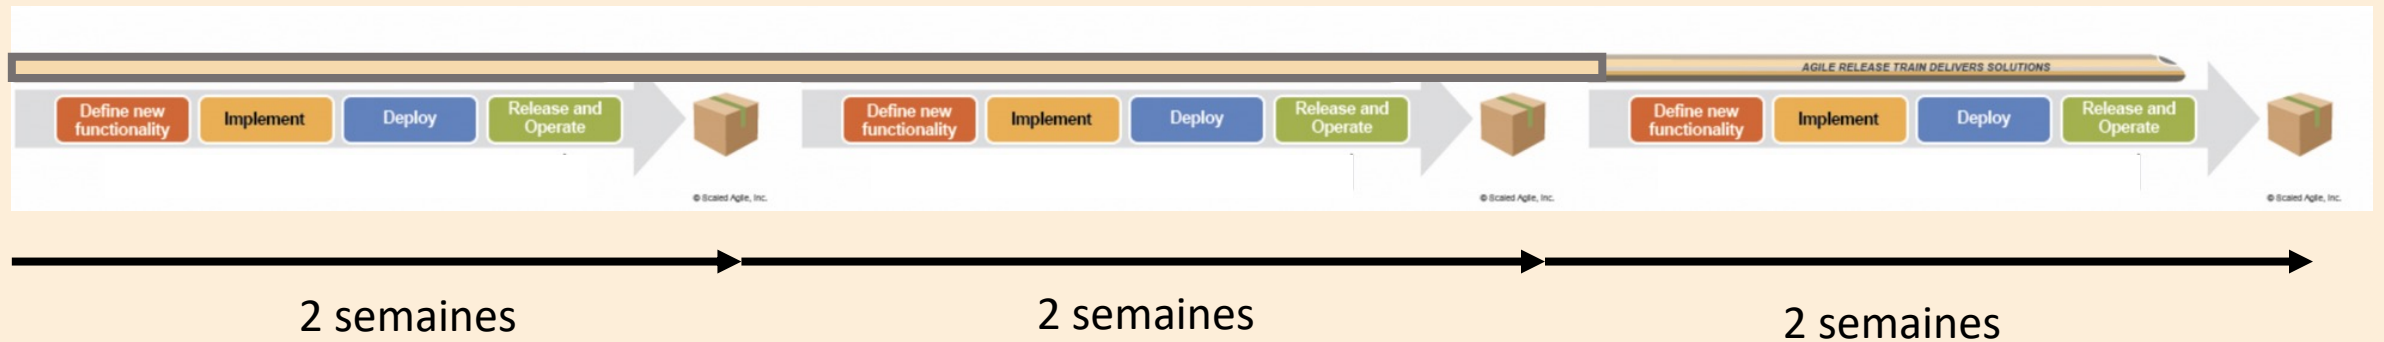 AGILE RELEASE TRAIN DELIVERS SOLUTIONS
Define new
functionality
Implement
Deploy
Release and
Operate
Define new
functionality
Implement
Deploy
Release and
Operate
Define new
functionality
Implement
Deploy
Release and
Operate
© Scaled Agile, Inc.
© Scaled Agile, Inc.
© Scaled Agile, Inc.
2 semaines
2 semaines
2 semaines